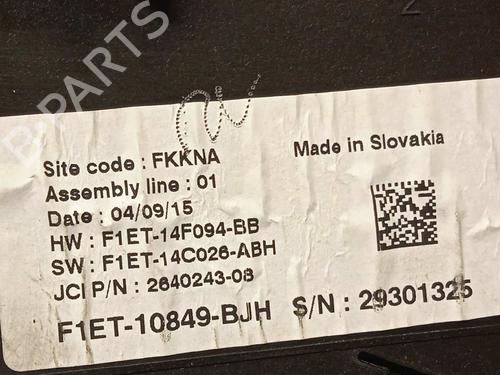 B-PARTS
Site code : FKKNA
Made in Slovakia
Assembly line : 01
Date : 04/09/15
HW : F1ET-14F094-BB
SW : F1ET-14C026-ABH
JCI P/N : 2640243-03
F1ET-10849-BJH S/N : 29301325